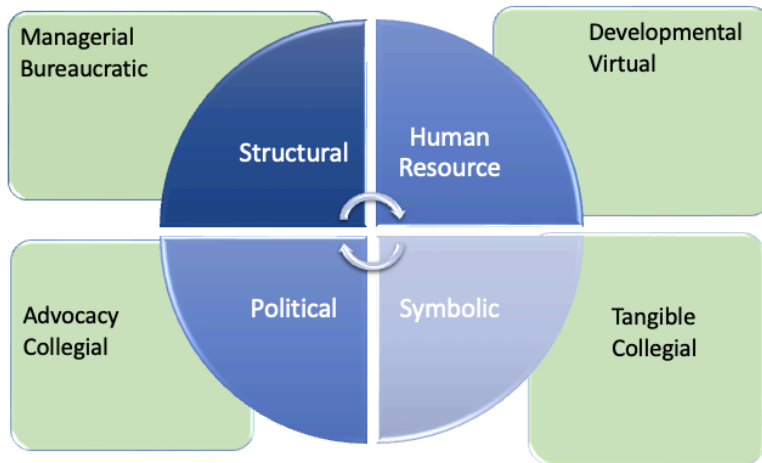 Managerial
Bureaucratic
Developmental
Virtual
Structural
Human
Resource
Advocacy
Collegial
Political
Symbolic
Tangible
Collegial